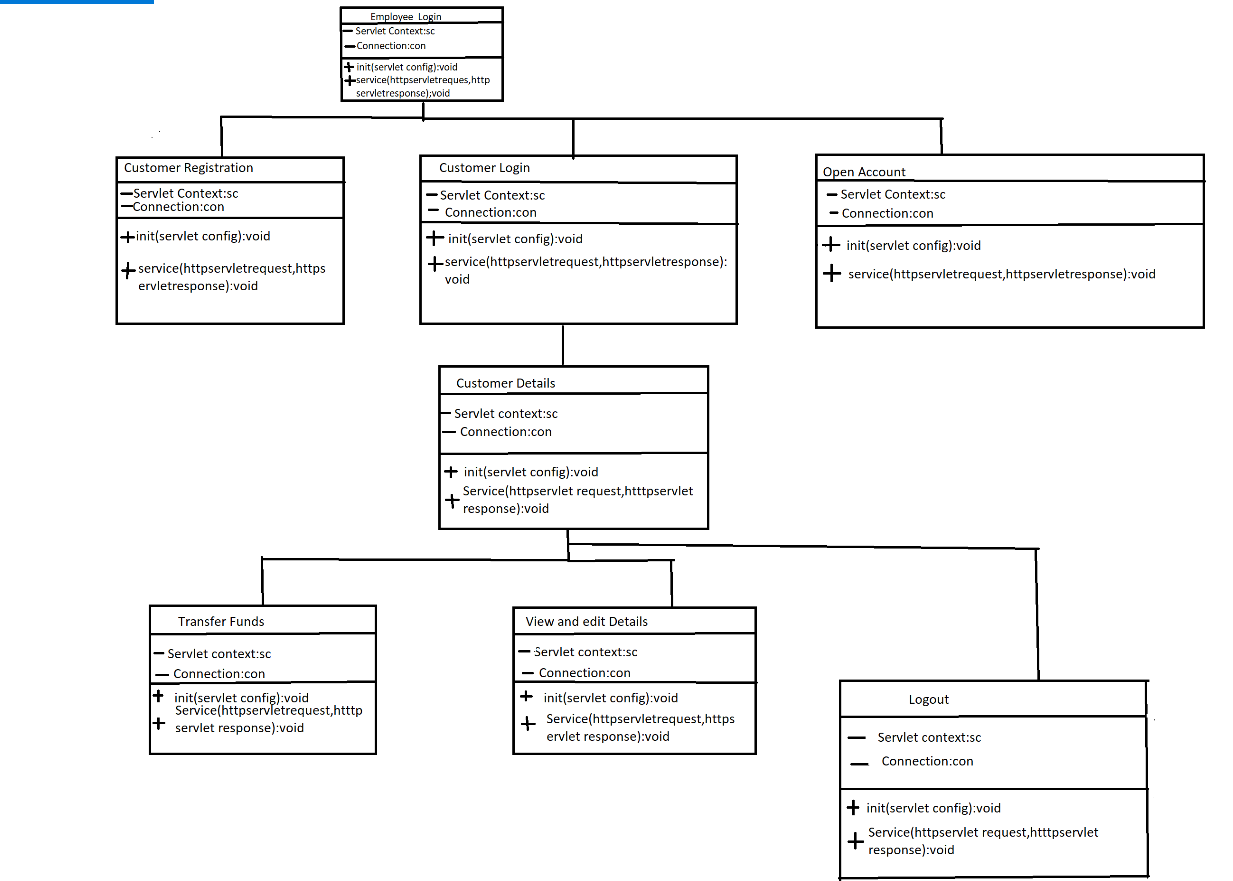 Employee Login
Servlet Context:sc
Connection:con
init(servlet config):void
service(httpservletreques,http
servletresponse);void
Customer Registration
Servlet Context:sc
Connection:con
init(servlet config):void
service(httpservletrequest,https
ervletresponse):void
Customer Login
Servlet Context:sc
Connection:con
init(servlet config):void
service(httpservletrequest,httpservletresponse):
void
Open Account
Servlet Context:sc
Connection:con
init(servlet config):void
service(httpservletrequest,httpservletresponse):void
Customer Details
Servlet context:sc
Connection:con
init(servlet config):void
Service(httpservlet request,htttpservlet
response):void
Transfer Funds
Servlet context:sc
Connection:con
init(servlet config):void
Service(httpservletrequest,htttp
servlet response):void
View and edit Details
Servlet context:sc
Connection:con
init(servlet config):void
Service(httpservletrequest,https
ervlet response):void
Logout
Servlet context:sc
Connection:con
init(servlet config):void
Service(httpservlet request,htttpservlet
response):void